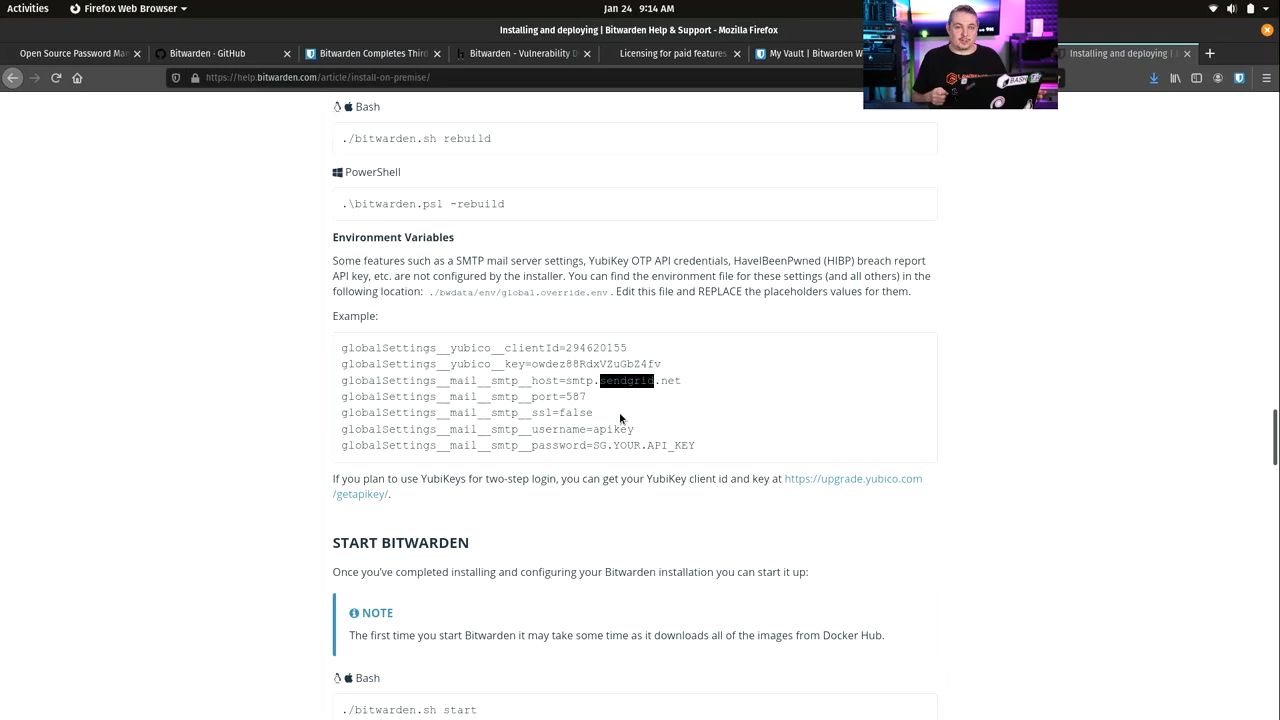 Activities
Firefox Web Browser
Jan 24 9:14 AM
Installing and deploying | Bitwarden Help & Support - Mozilla Firefox
Bitwarden - Vulnerability D
Licensing for paid features
My Vault | Bitwarden W
Installing and deploying |
https://help.bitwarden.com/article/install-on-premise/
Bash
./bitwarden.sh rebuild
PowerShell
.\bitwarden.ps1 -rebuild
Environment Variables
Some features such as a SMTP mail server settings, YubiKey OTP API credentials, HaveIBeenPwned (HIBP) breach report
API key, etc. are not configured by the installer. You can find the environment file for these settings (and all others) in the
following location: ./bwdata/env/global.override.env. Edit this file and REPLACE the placeholders values for them.
Example:
globalSettings__yubico__clientId=294620155
globalSettings__yubico__key=owdez88RdxVZuGbZ4fv
globalSettings__mail__smtp__host=smtp.sendgrid.net
globalSettings__mail__smtp__port=587
globalSettings__mail__smtp__ssl=false
globalSettings__mail__smtp__username=apikey
globalSettings__mail__smtp__password=SG.YOUR.API_KEY
If you plan to use YubiKeys for two-step login, you can get your YubiKey client id and key at https://upgrade.yubico.com
/getapikey/.
START BITWARDEN
Once you've completed installing and configuring your Bitwarden installation you can start it up:
NOTE
The first time you start Bitwarden it may take some time as it downloads all of the images from Docker Hub.
Bash
./bitwarden.sh start